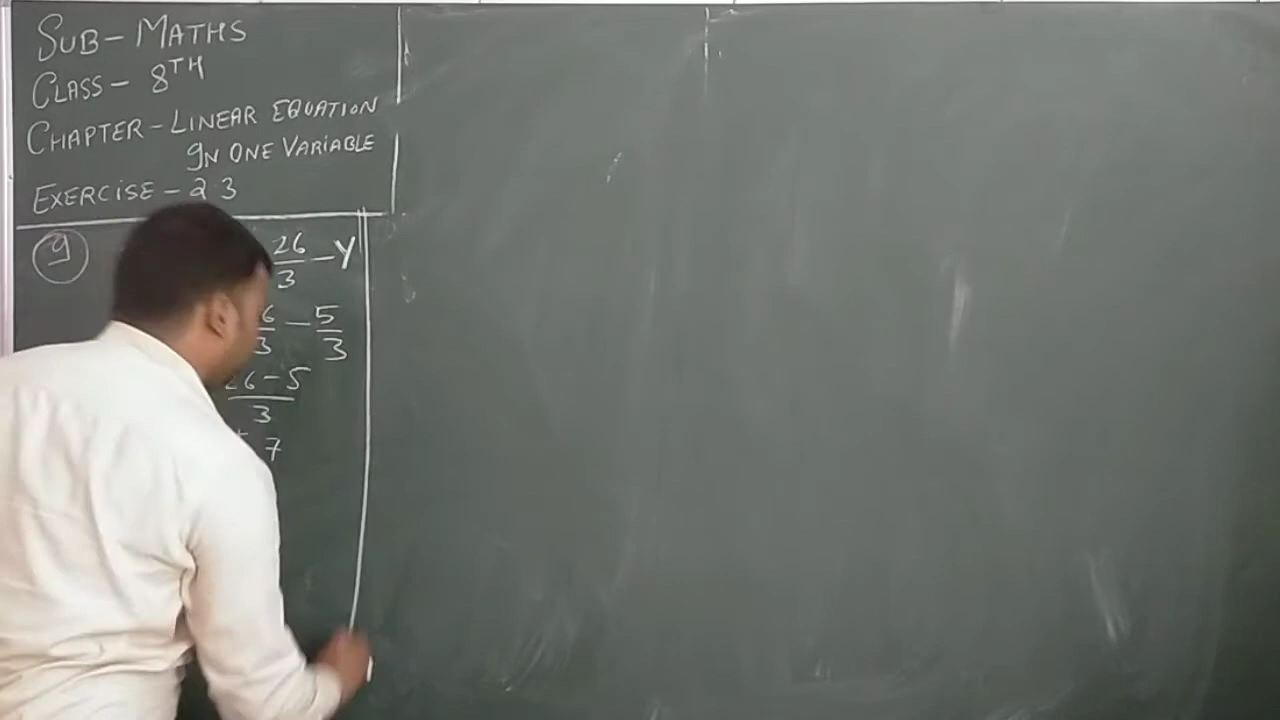 SUB - MATHS
CLASS - 8TH
CHAPTER - LINEAR EQUATION
IN ONE VARIABLE
EXERCISE - 2 3
9 26/3 - Y
6/3 - 5/3
26 - 5/3
7